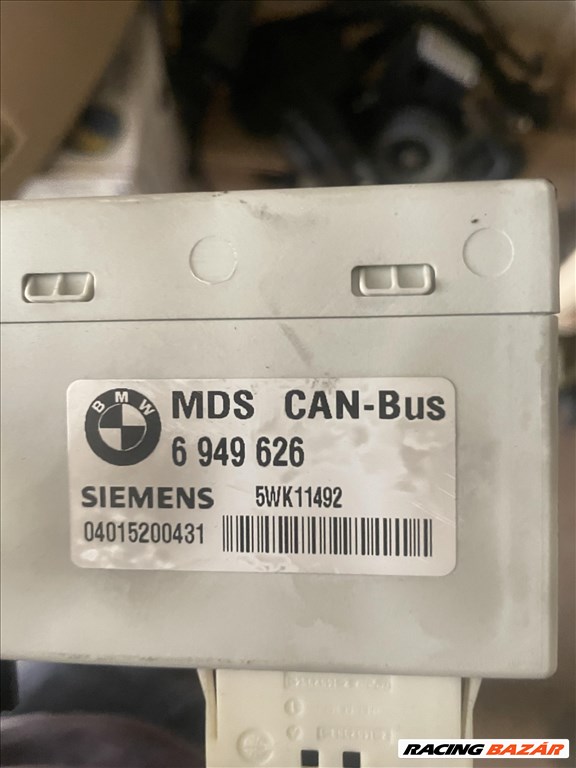 BMW MDS CAN-Bus
6 949 626
SIEMENS 5WK11492
04015200431
RACING BAZÁR